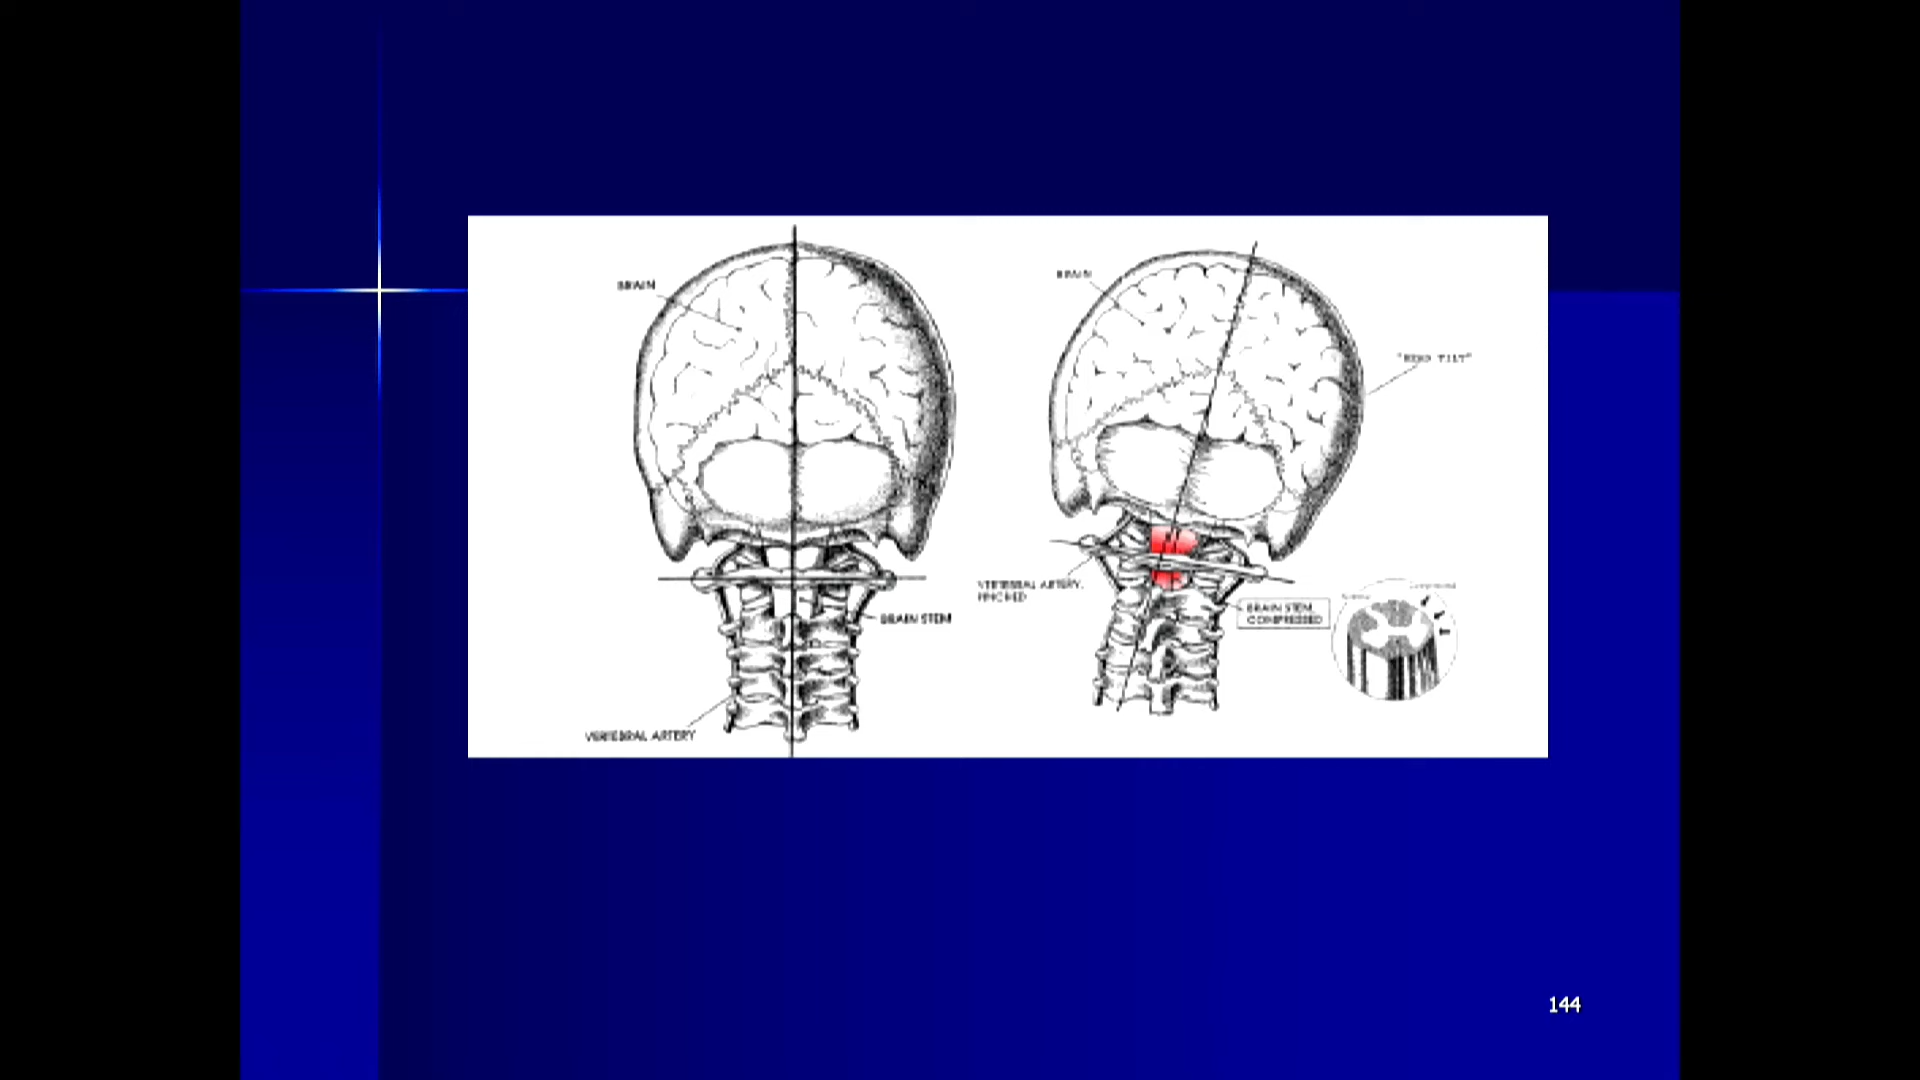 BRAIN
BRAIN STEM
VERTEBRAL ARTERY
BRAIN
"HEAD TILT"
VERTEBRAL ARTERY,
PINCHED
BRAIN STEM,
COMPRESSED
144